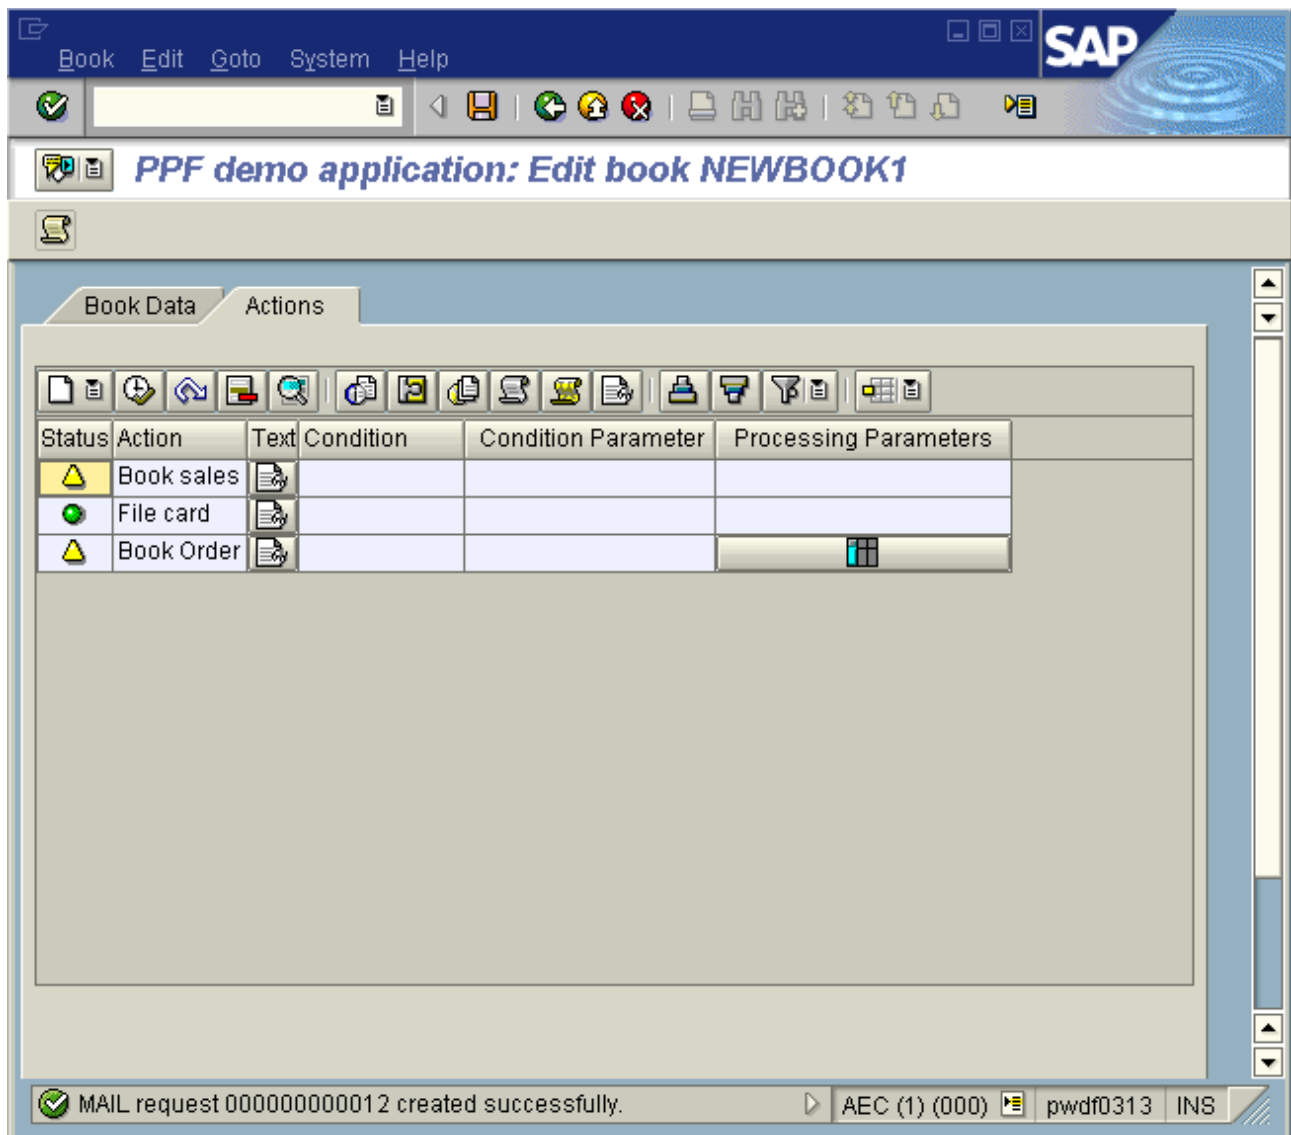 SAP
Book Edit Goto System Help
PPF demo application: Edit book NEWBOOK1
Book Data Actions
Status Action Text Condition Condition Parameter Processing Parameters
Book sales
File card
Book Order
MAIL request 000000000012 created successfully. AEC (1) (000) pwdf0313 INS